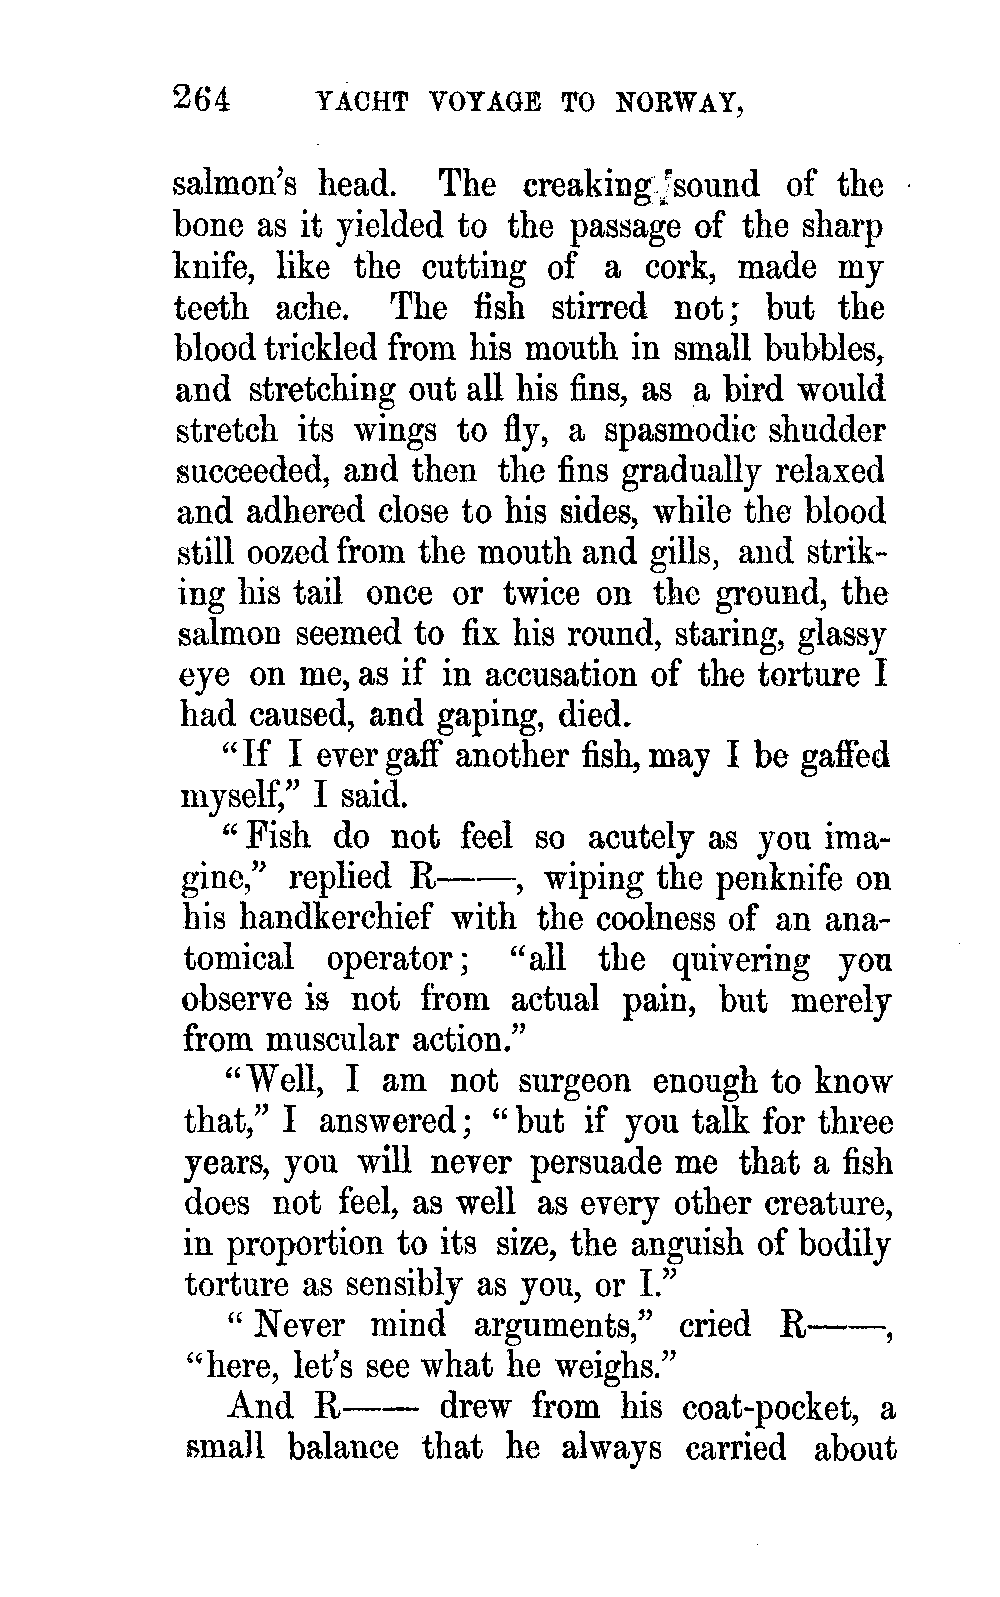 264 YACHT VOYAGE TO NORWAY,
salmon's head. The creaking sound of the
bone as it yielded to the passage of the sharp
knife, like the cutting of a cork, made my
teeth ache. The fish stirred not; but the
blood trickled from his mouth in small bubbles,
and stretching out all his fins, as a bird would
stretch its wings to fly, a spasmodic shudder
succeeded, and then the fins gradually relaxed
and adhered close to his sides, while the blood
still oozed from the mouth and gills, and strik-
ing his tail once or twice on the ground, the
salmon seemed to fix his round, staring, glassy
eye on me, as if in accusation of the torture I
had caused, and gaping, died.
"If I ever gaff another fish, may I be gaffed
myself," I said.
"Fish do not feel so acutely as you ima-
gine," replied R——, wiping the penknife on
his handkerchief with the coolness of an ana-
tomical operator; "all the quivering you
observe is not from actual pain, but merely
from muscular action."
"Well, I am not surgeon enough to know
that," I answered; "but if you talk for three
years, you will never persuade me that a fish
does not feel, as well as every other creature,
in proportion to its size, the anguish of bodily
torture as sensibly as you, or I."
"Never mind arguments," cried R——,
"here, let's see what he weighs."
And R—— drew from his coat-pocket, a
small balance that he always carried about